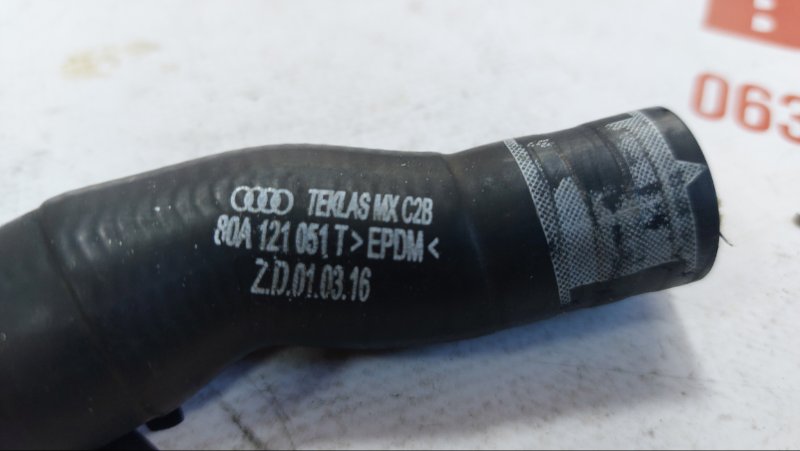 TEKLAS MX C2B
80A 121 051 T >EPDM<
Z.D.01.03.16
063